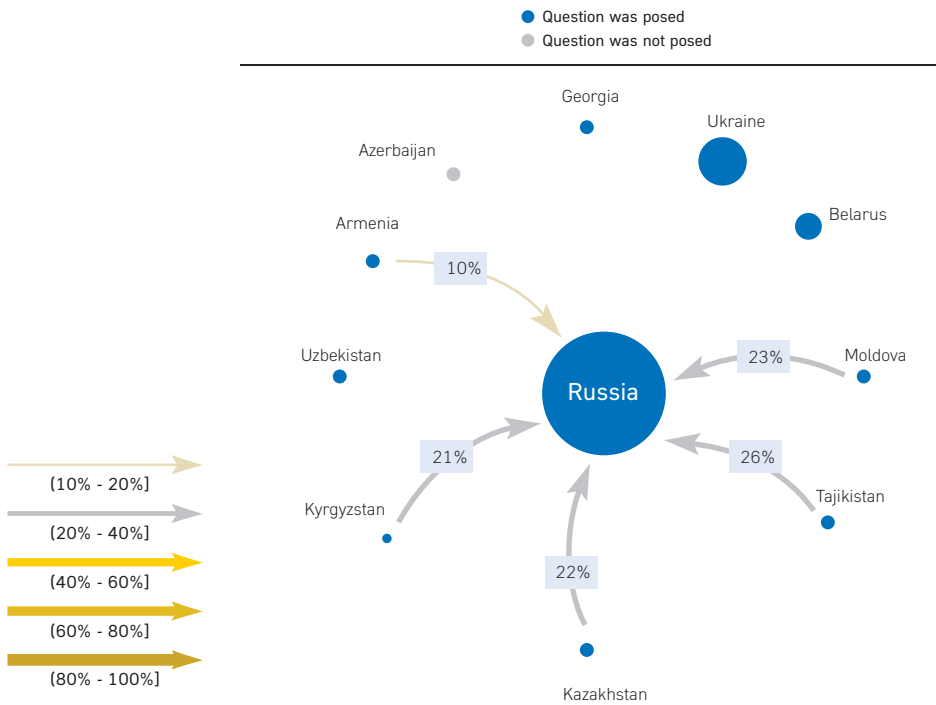 Question was posed
Question was not posed
Georgia
Ukraine
Azerbaijan
Belarus
Armenia
10%
Uzbekistan
23%
Moldova
Russia
21%
26%
(10% - 20%]
Kyrgyzstan
Tajikistan
(20% - 40%]
22%
(40% - 60%]
(60% - 80%]
(80% - 100%]
Kazakhstan